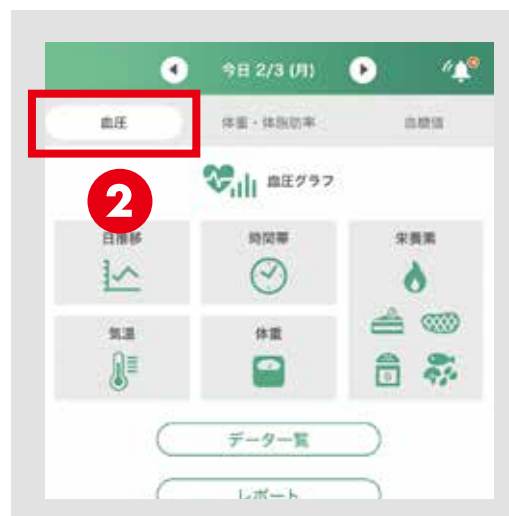 今日 2/3 (月)
血圧
体重・体脂肪率
血糖値
2
血圧グラフ
日推移
時間帯
栄養素
気温
体重
データ一覧
レポート